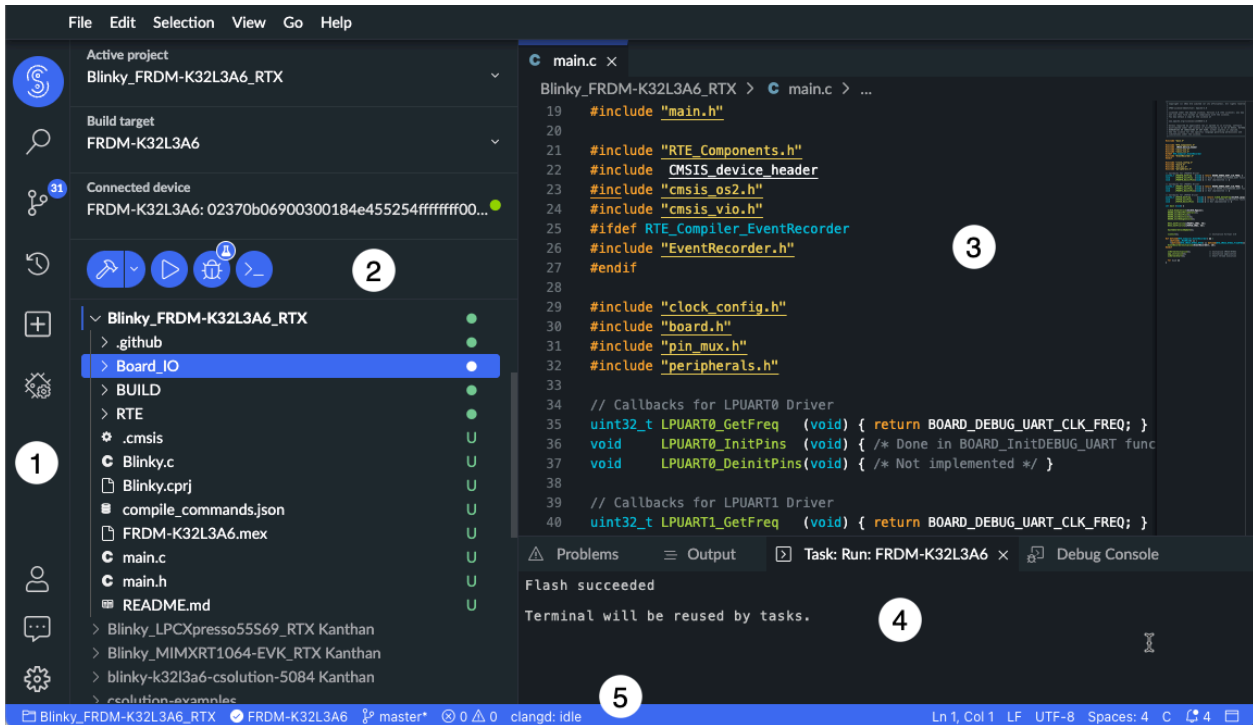 File Edit Selection View Go Help
Active project
Blinky_FRDM-K32L3A6_RTX
Build target
FRDM-K32L3A6
Connected device
FRDM-K32L3A6: 02370b06900300184e455254ffffffff00...
31
2
1
Blinky_FRDM-K32L3A6_RTX
.github
Board_IO
BUILD
RTE
.cmsis U
C Blinky.c U
Blinky.cprj U
compile_commands.json U
FRDM-K32L3A6.mex U
C main.c U
C main.h U
README.md U
Blinky_LPCXpresso55S69_RTX Kanthan
Blinky_MIMXRT1064-EVK_RTX Kanthan
blinky-k32l3a6-csolution-5084 Kanthan
csolution-examples
C main.c ×
Blinky_FRDM-K32L3A6_RTX > C main.c > ...
19 #include "main.h"
20
21 #include "RTE_Components.h"
22 #include CMSIS_device_header
23 #include "cmsis_os2.h"
24 #include "cmsis_vio.h"
25 #ifdef RTE_Compiler_EventRecorder
26 #include "EventRecorder.h"
27 #endif
28
29 #include "clock_config.h"
30 #include "board.h"
31 #include "pin_mux.h"
32 #include "peripherals.h"
33
34 // Callbacks for LPUART0 Driver
35 uint32_t LPUART0_GetFreq (void) { return BOARD_DEBUG_UART_CLK_FREQ; }
36 void LPUART0_InitPins (void) { /* Done in BOARD_InitDEBUG_UART func
37 void LPUART0_DeinitPins(void) { /* Not implemented */ }
38
39 // Callbacks for LPUART1 Driver
40 uint32_t LPUART1_GetFreq (void) { return BOARD_DEBUG_UART_CLK_FREQ; }
3
Problems Output Task: Run: FRDM-K32L3A6 × Debug Console
Flash succeeded
Terminal will be reused by tasks.
4
5
Blinky_FRDM-K32L3A6_RTX FRDM-K32L3A6 master* 0 0 clangd: idle Ln 1, Col 1 LF UTF-8 Spaces: 4 C 4